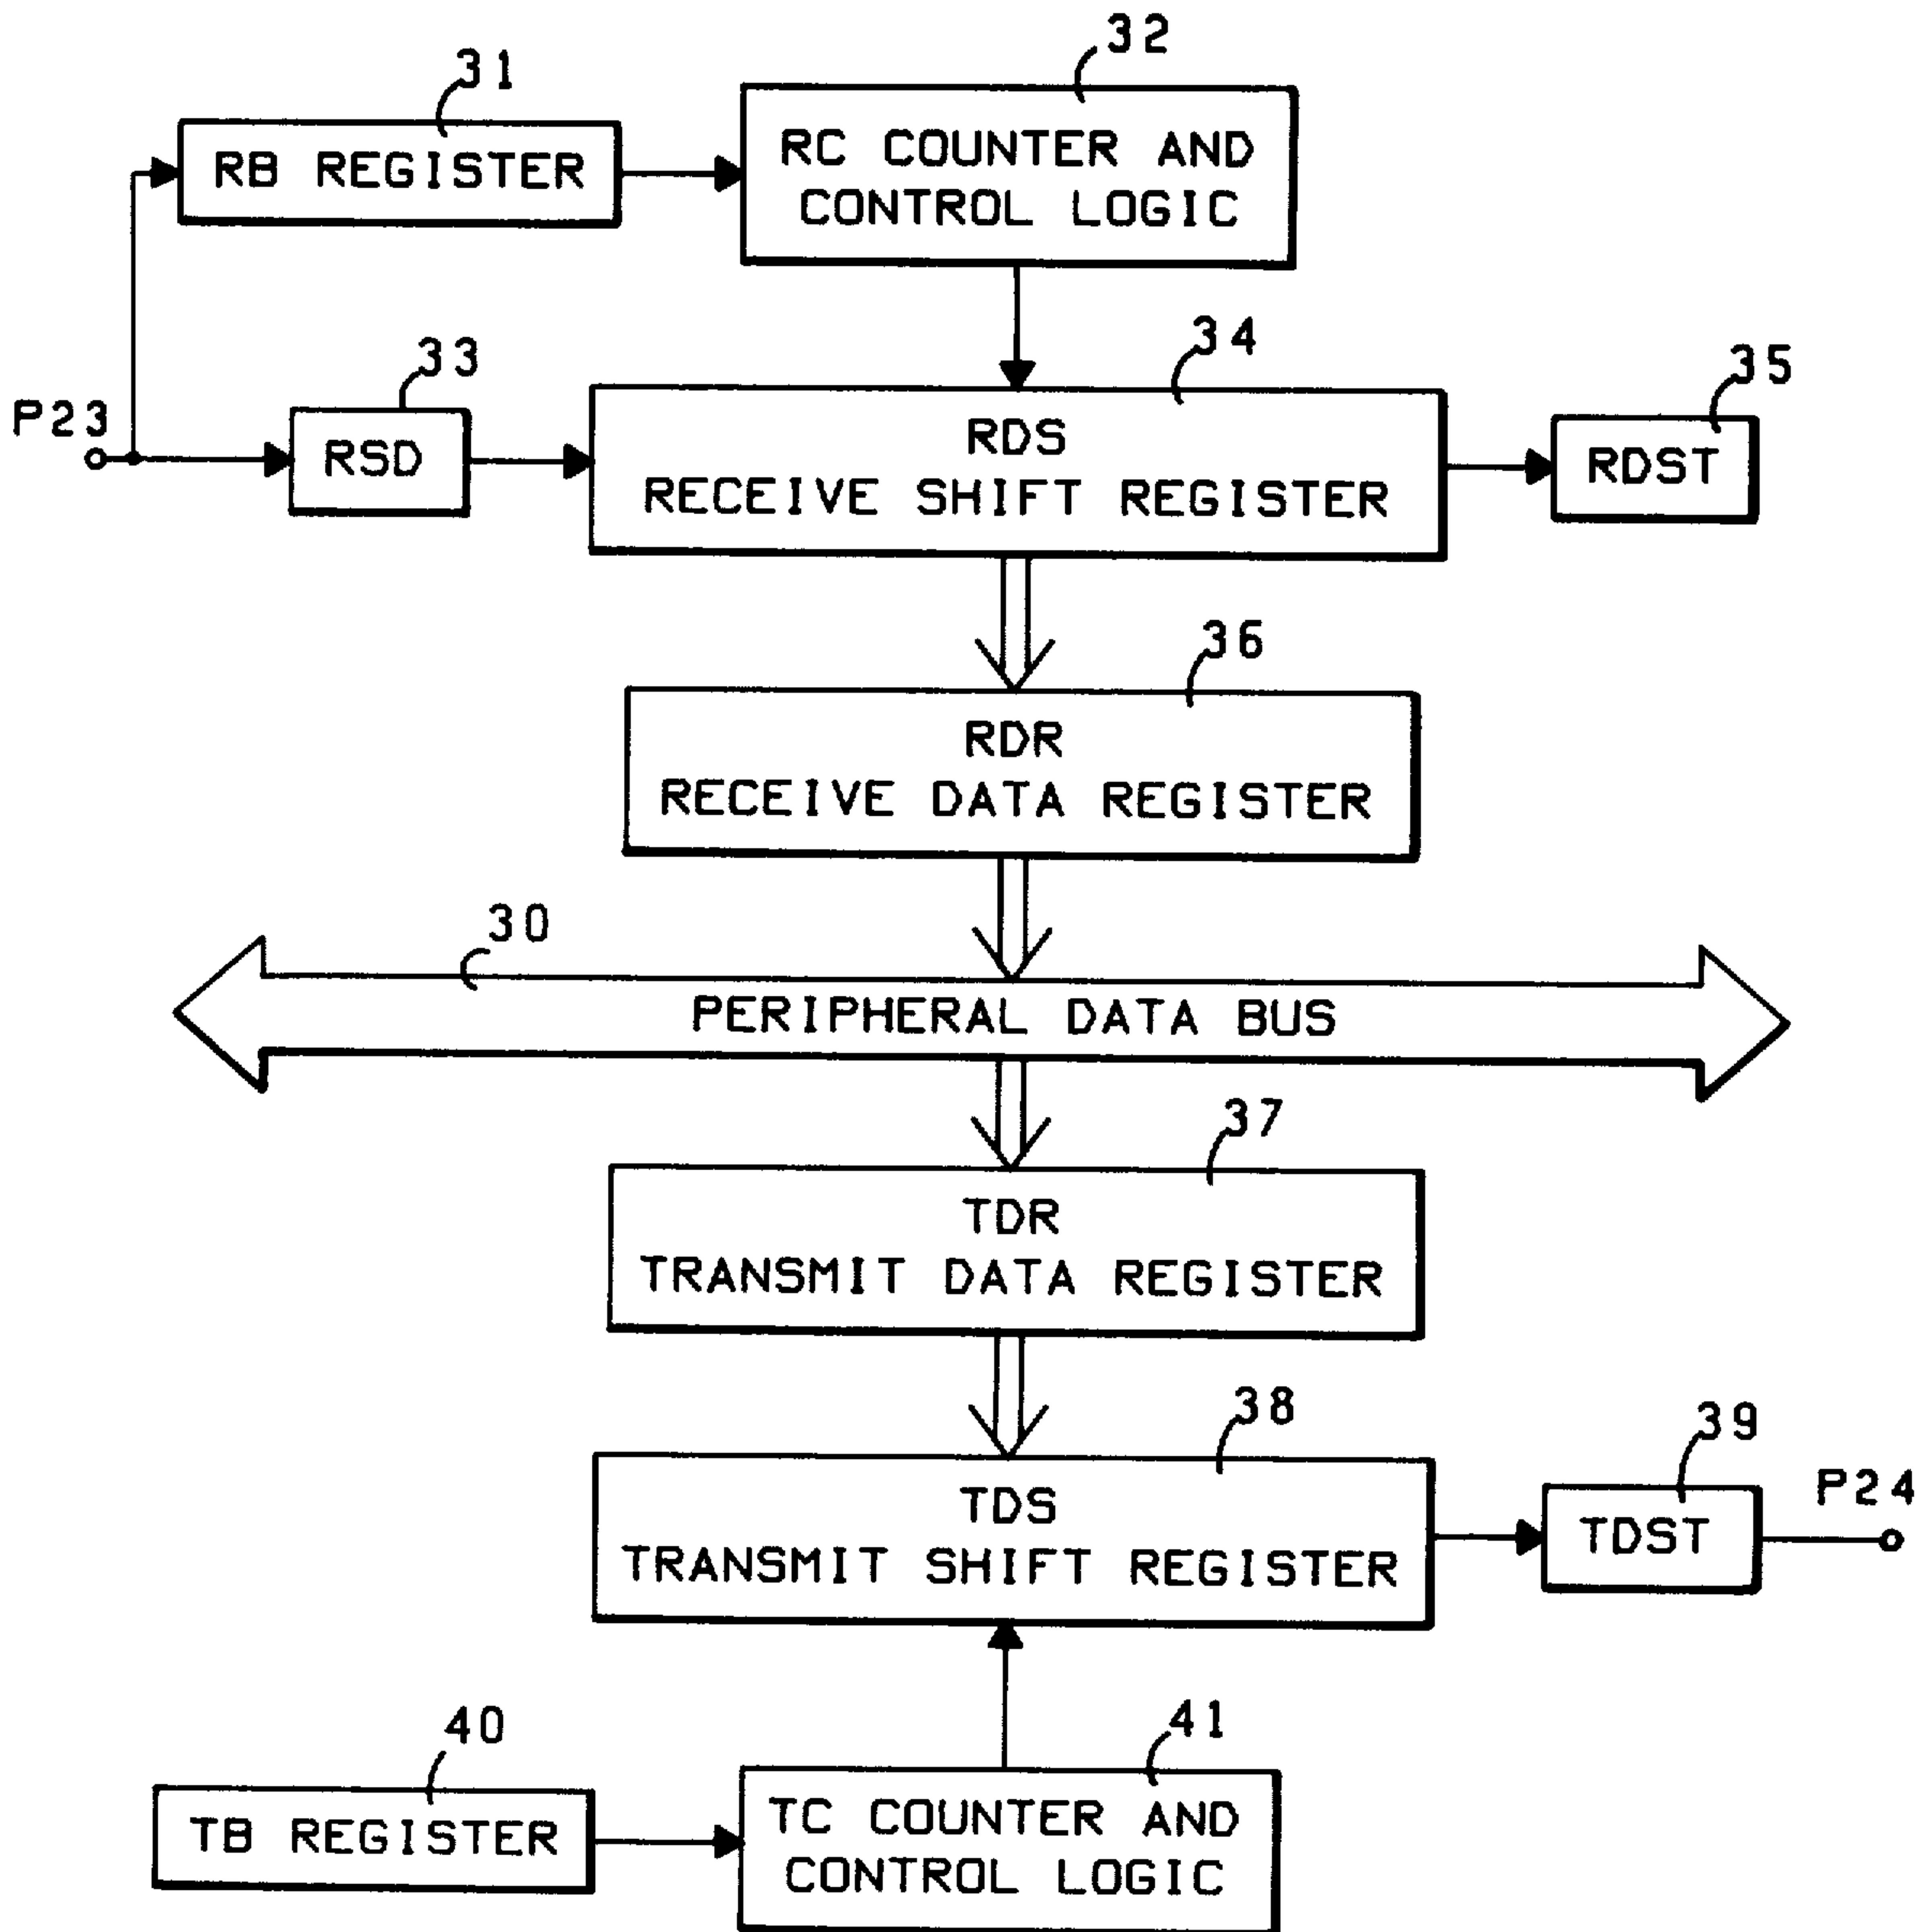 32
31
RC COUNTER AND
CONTROL LOGIC
RB REGISTER
34
33
35
P23
RDS
RSD
RECEIVE SHIFT REGISTER
RDST
36
RDR
RECEIVE DATA REGISTER
30
PERIPHERAL DATA BUS
37
TDR
TRANSMIT DATA REGISTER
38
39
P24
TDS
TDST
TRANSMIT SHIFT REGISTER
40
41
TC COUNTER AND
TB REGISTER
CONTROL LOGIC